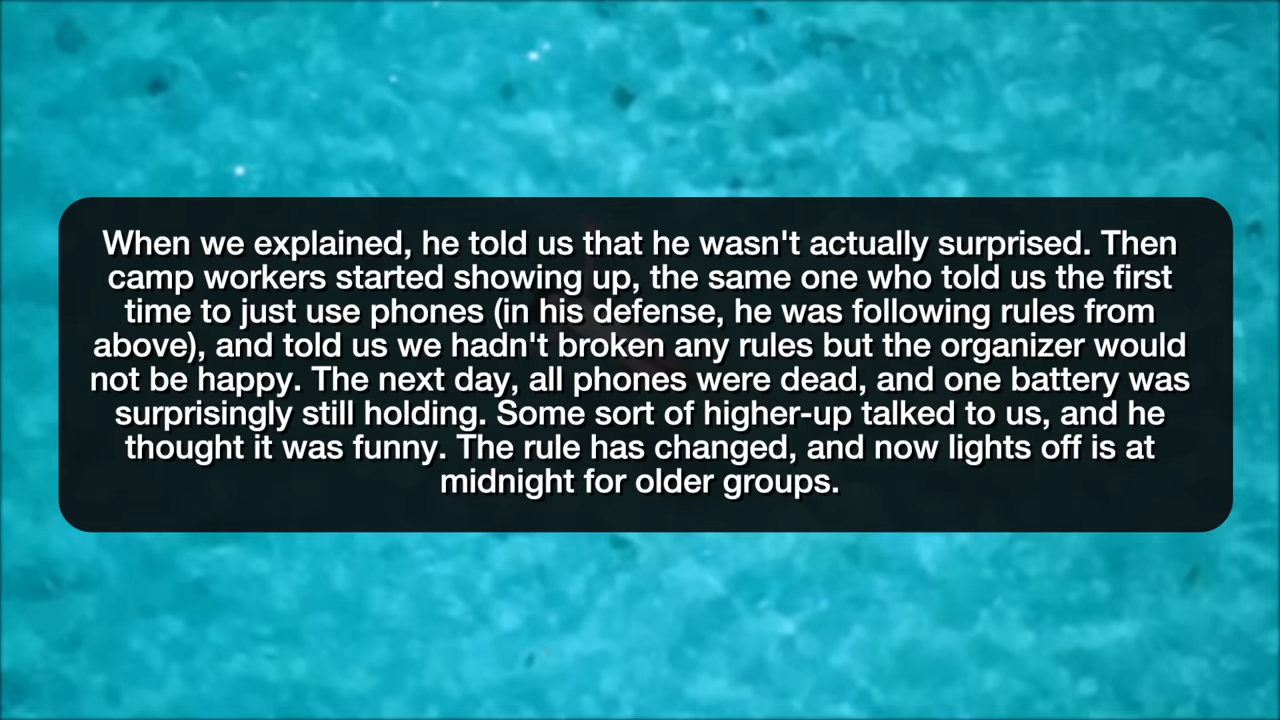 When we explained, he told us that he wasn't actually surprised. Then
camp workers started showing up, the same one who told us the first
time to just use phones (in his defense, he was following rules from
above), and told us we hadn't broken any rules but the organizer would
not be happy. The next day, all phones were dead, and one battery was
surprisingly still holding. Some sort of higher-up talked to us, and he
thought it was funny. The rule has changed, and now lights off is at
midnight for older groups.